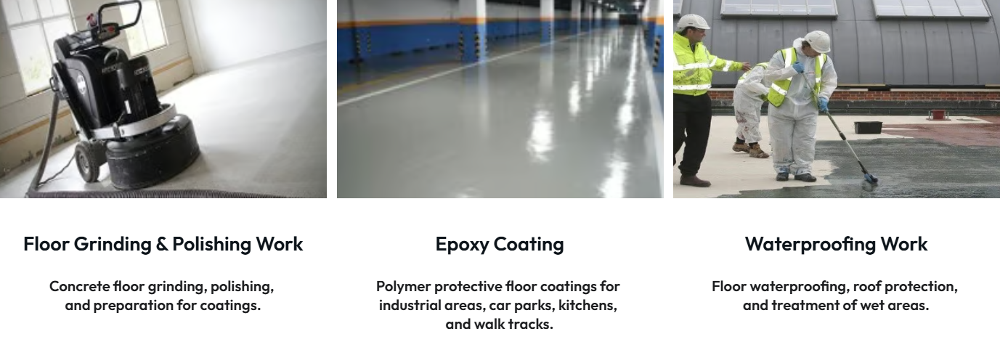 Floor Grinding & Polishing Work
Concrete floor grinding, polishing,
and preparation for coatings.
Epoxy Coating
Polymer protective floor coatings for
industrial areas, car parks, kitchens,
and walk tracks.
Waterproofing Work
Floor waterproofing, roof protection,
and treatment of wet areas.